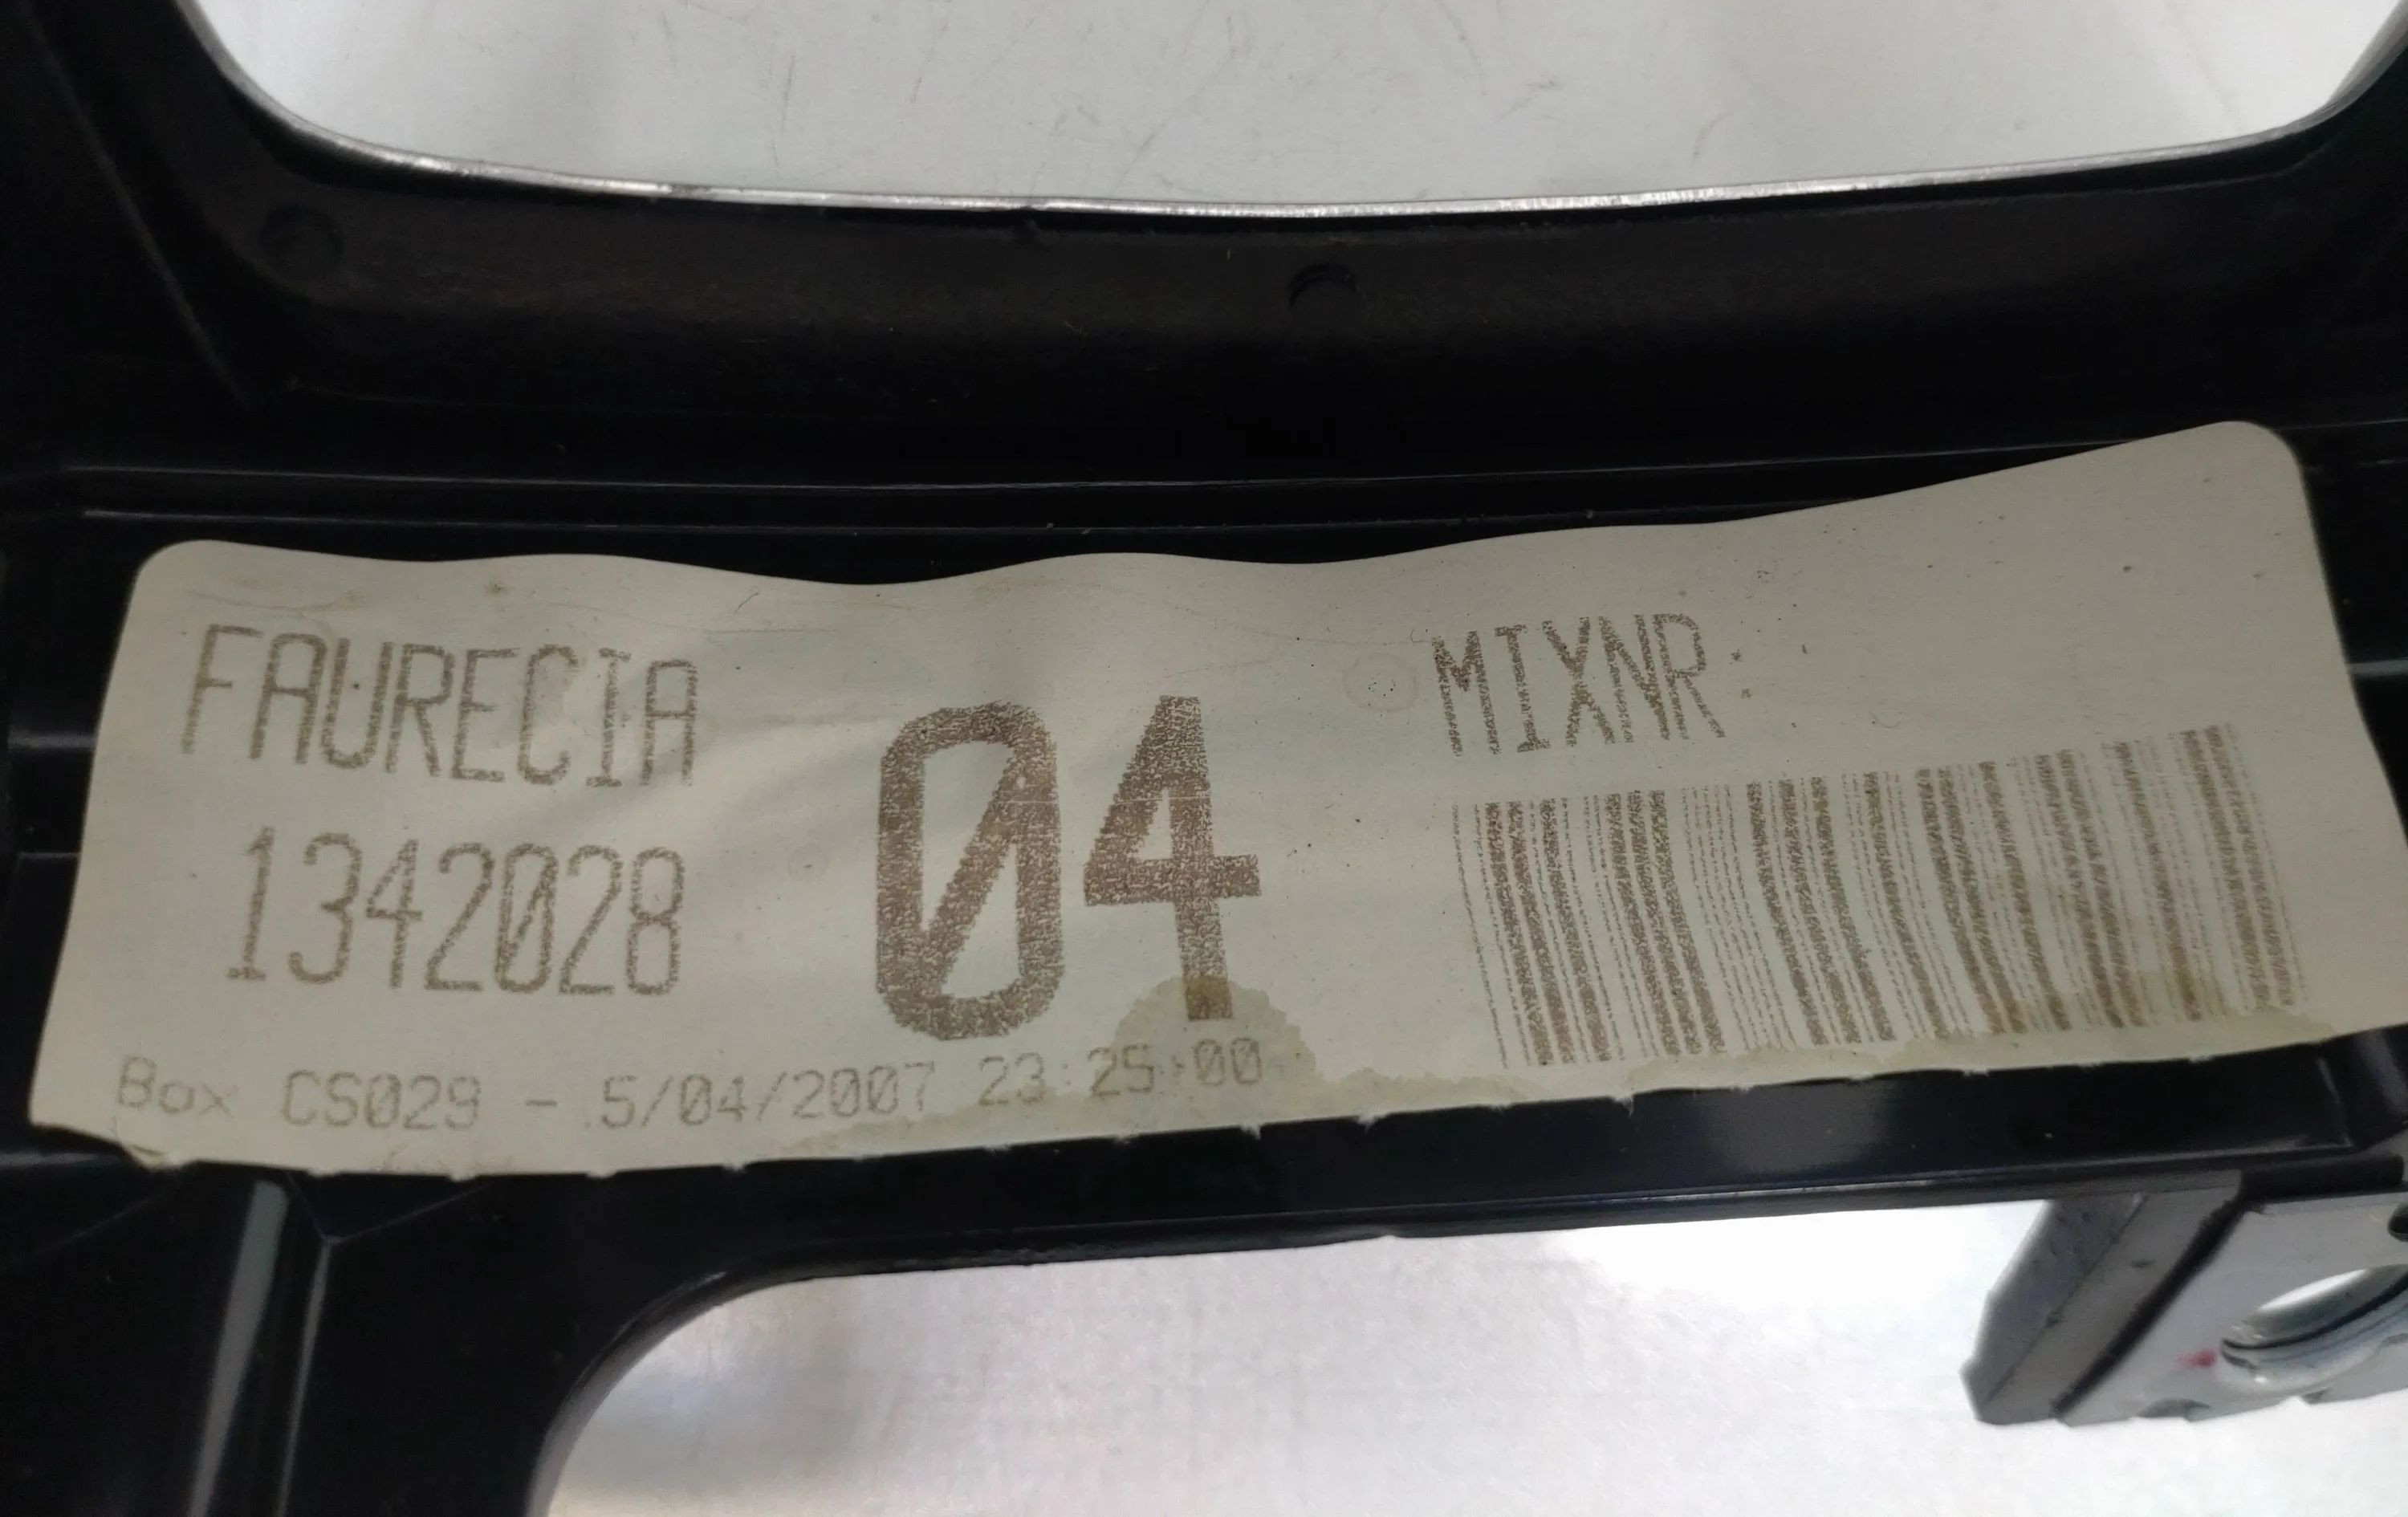 FAURECIA
1342028
04
MIXNR:
Box CS029 - 5/04/2007 23:25:00